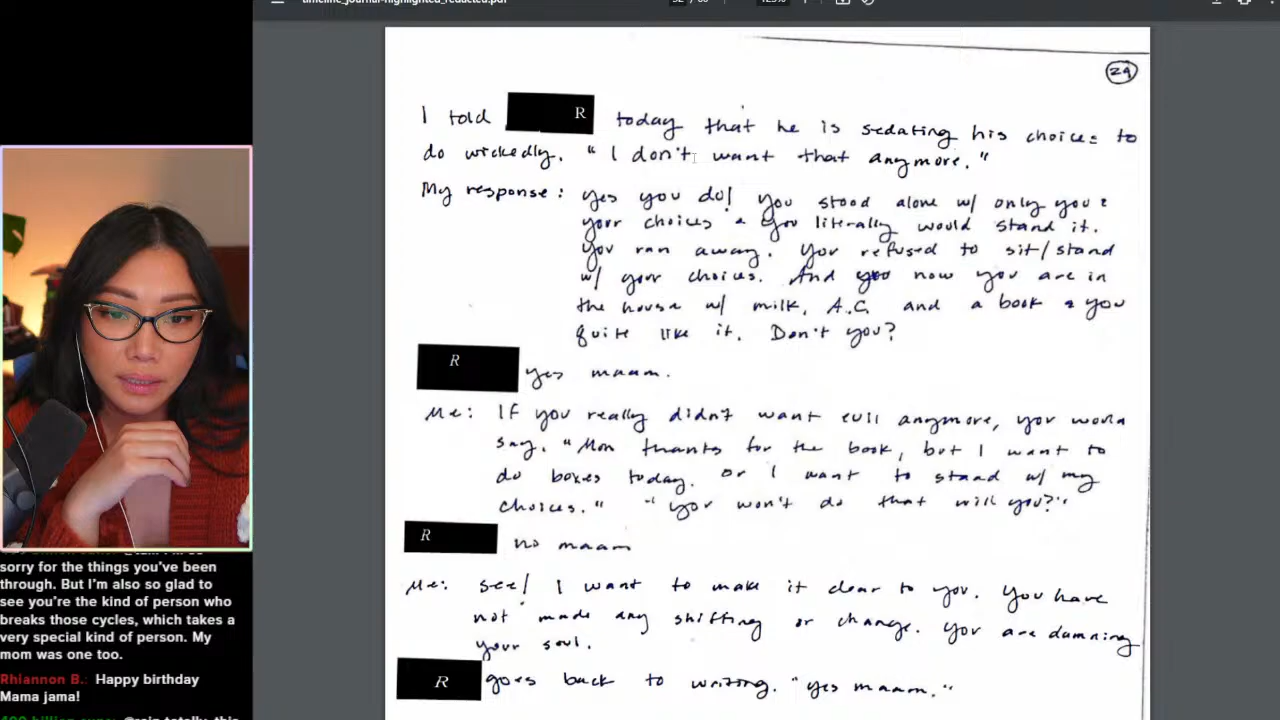 timeline_journal-highlighted_redacted.pdf
24
I told R today that he is sedating his choices to
do wickedly. "I don't want that anymore."
My response: yes you do! You stood alone w/ only you &
your choices & you literally would stand it.
You ran away. You refused to sit/stand
w/ your choices. And now you are in
the house w/ milk, A.C. and a book & you
quite like it. Don't you?
R yes maam.
Me: If you really didn't want evil anymore, you would
say. "Mom thanks for the book, but I want to
do boxes today. or I want to stand w/ my
choices." "You won't do that will you?"
R no maam
Me: see! I want to make it clear to you. You have
not made any shifting or change. You are damning
your soul.
R goes back to writing. "yes maam."
sorry for the things you've been
through. But I'm also so glad to
see you're the kind of person who
breaks those cycles, which takes a
very special kind of person. My
mom was one too.
Rhiannon B.: Happy birthday
Mama jama!